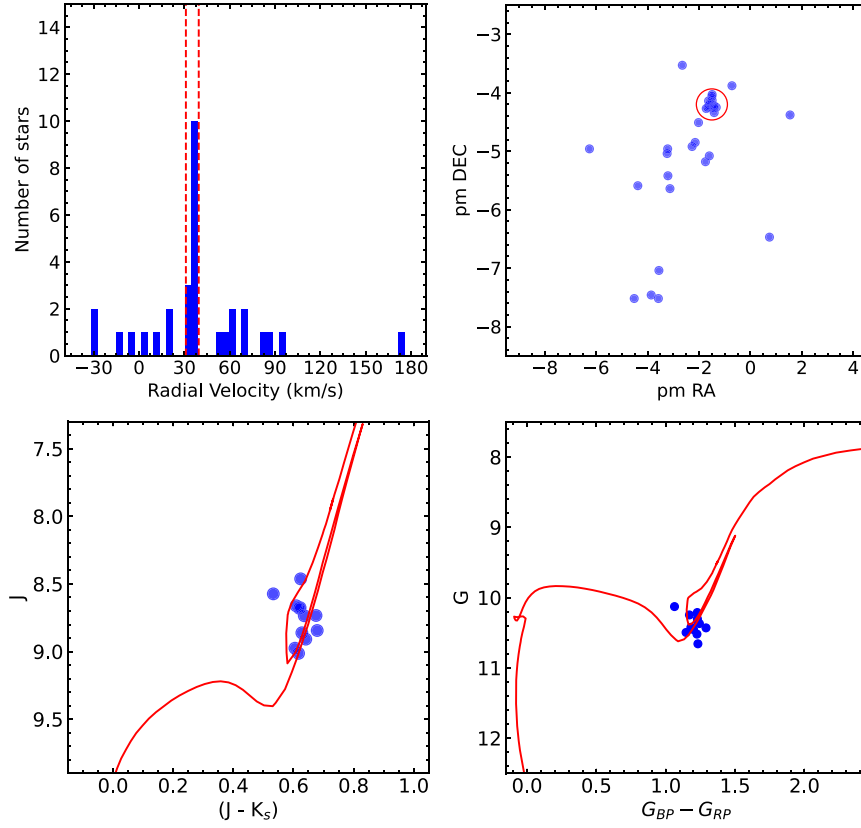 14
12
10
8
6
4
2
0
Number of stars
−30 0 30 60 90 120 150 180
Radial Velocity (km/s)
−3
−4
−5
−6
−7
−8
pm DEC
−8 −6 −4 −2 0 2 4
pm RA
7.5
8.0
8.5
9.0
9.5
J
0.0 0.2 0.4 0.6 0.8 1.0
(J - Ks)
8
9
10
11
12
G
0.0 0.5 1.0 1.5 2.0
GBP − GRP